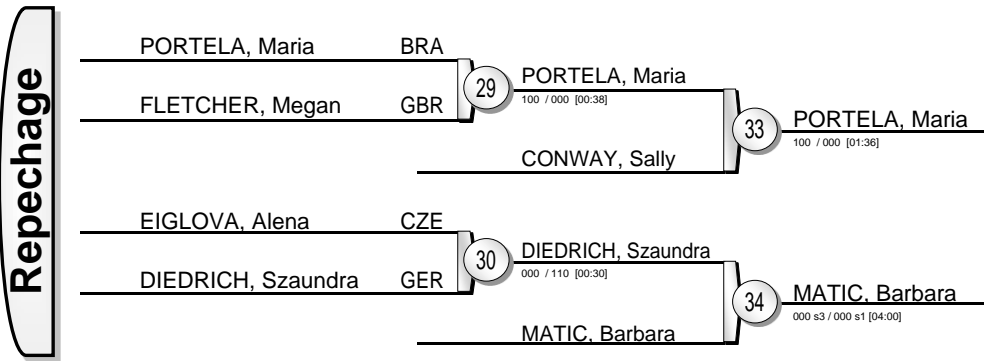 Repechage
PORTELA, Maria BRA
FLETCHER, Megan GBR
29
PORTELA, Maria
100 / 000 [00:38]
CONWAY, Sally
33
PORTELA, Maria
100 / 000 [01:36]
EIGLOVA, Alena CZE
DIEDRICH, Szaundra GER
30
DIEDRICH, Szaundra
000 / 110 [00:30]
MATIC, Barbara
34
MATIC, Barbara
000 s3 / 000 s1 [04:00]